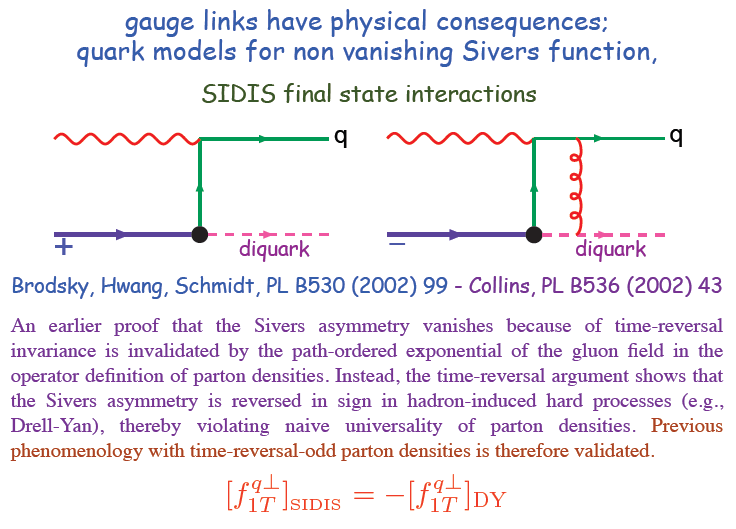 gauge links have physical consequences;
quark models for non vanishing Sivers function,
SIDIS final state interactions
q q
+ −
diquark diquark
Brodsky, Hwang, Schmidt, PL B530 (2002) 99 - Collins, PL B536 (2002) 43
An earlier proof that the Sivers asymmetry vanishes because of time-reversal
invariance is invalidated by the path-ordered exponential of the gluon field in the
operator definition of parton densities. Instead, the time-reversal argument shows that
the Sivers asymmetry is reversed in sign in hadron-induced hard processes (e.g.,
Drell-Yan), thereby violating naive universality of parton densities. Previous
phenomenology with time-reversal-odd parton densities is therefore validated.
[f_{1T}^{q⊥}]_{SIDIS} = −[f_{1T}^{q⊥}]_{DY}